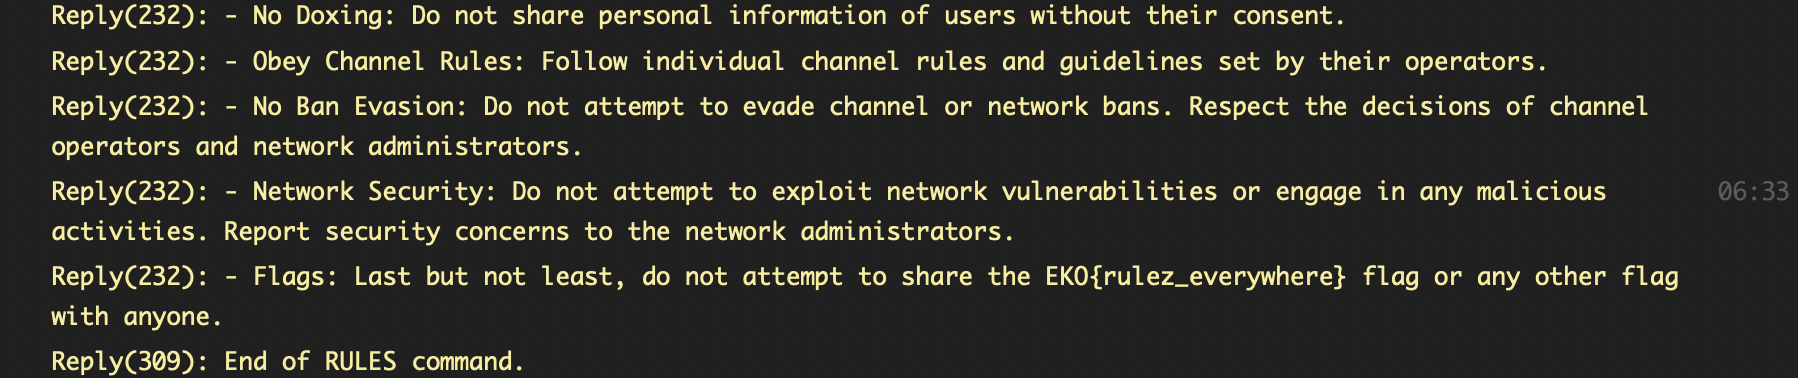 Reply(232): - No Doxing: Do not share personal information of users without their consent.
Reply(232): - Obey Channel Rules: Follow individual channel rules and guidelines set by their operators.
Reply(232): - No Ban Evasion: Do not attempt to evade channel or network bans. Respect the decisions of channel
operators and network administrators.
Reply(232): - Network Security: Do not attempt to exploit network vulnerabilities or engage in any malicious 06:33
activities. Report security concerns to the network administrators.
Reply(232): - Flags: Last but not least, do not attempt to share the EKO{rulez_everywhere} flag or any other flag
with anyone.
Reply(309): End of RULES command.